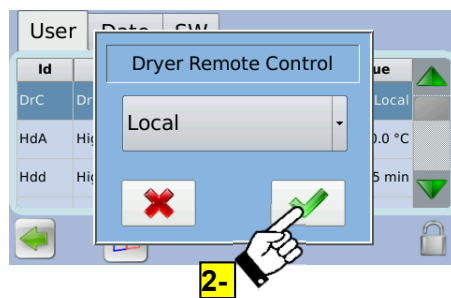 User Date SW
Id ue
Dryer Remote Control
DrC Dr Local
Local
HdA Hig 0.0 °C
Hdd Hig 5 min
2-